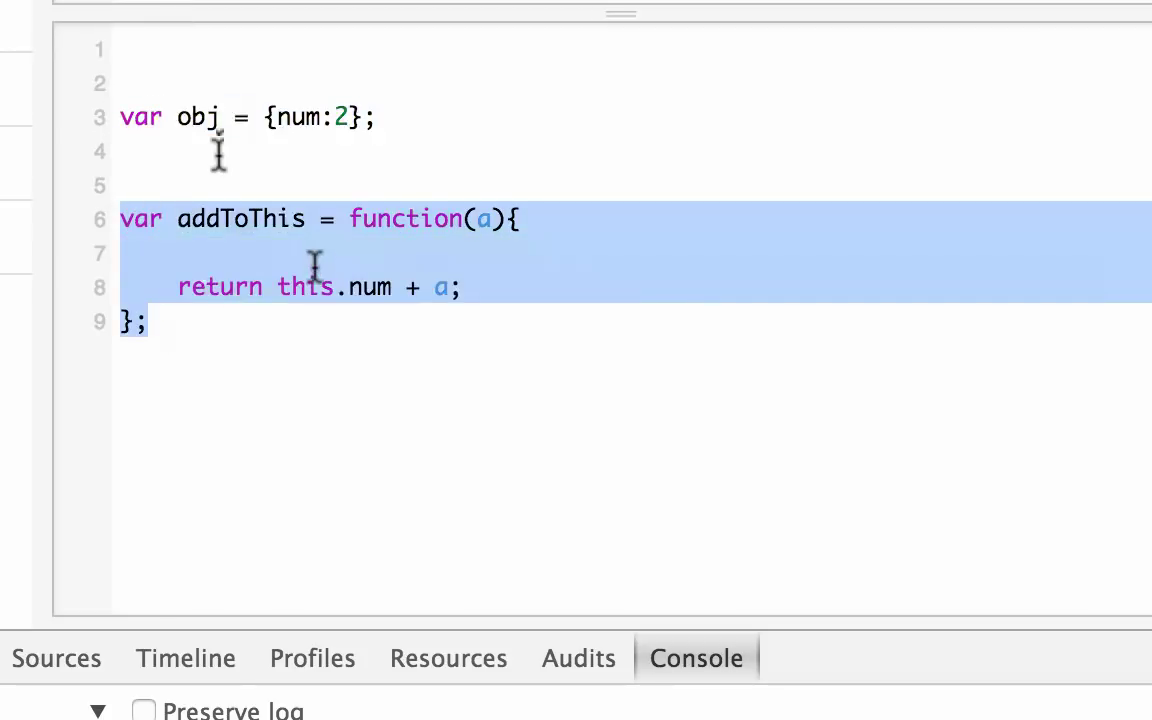 1
2
3 var obj = {num:2};
4
5
6 var addToThis = function(a){
7
8 return this.num + a;
9 };
Sources Timeline Profiles Resources Audits Console
▼ Preserve log